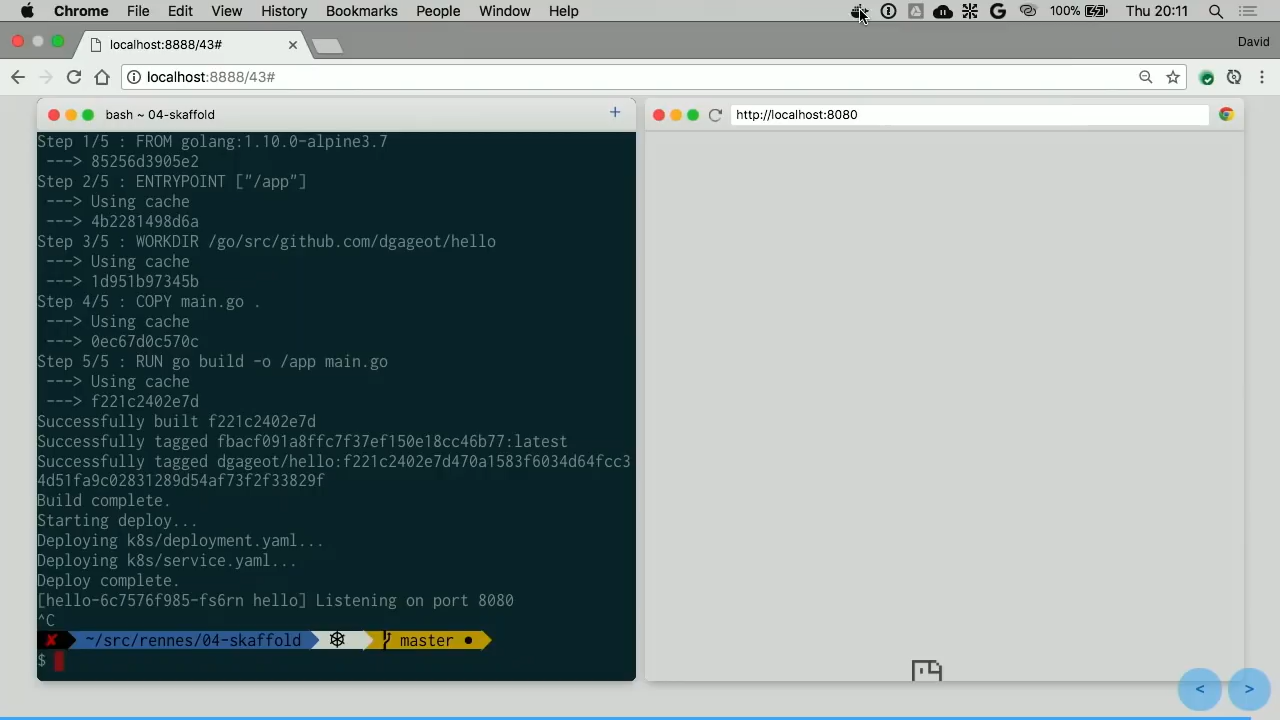 Chrome File Edit View History Bookmarks People Window Help 100% Thu 20:11
localhost:8888/43#
David
localhost:8888/43#
bash ~ 04-skaffold
http://localhost:8080
Step 1/5 : FROM golang:1.10.0-alpine3.7
---> 85256d3905e2
Step 2/5 : ENTRYPOINT ["/app"]
---> Using cache
---> 4b2281498d6a
Step 3/5 : WORKDIR /go/src/github.com/dgageot/hello
---> Using cache
---> 1d951b97345b
Step 4/5 : COPY main.go .
---> Using cache
---> 0ec67d0c570c
Step 5/5 : RUN go build -o /app main.go
---> Using cache
---> f221c2402e7d
Successfully built f221c2402e7d
Successfully tagged fbacf091a8ffc7f37ef150e18cc46b77:latest
Successfully tagged dgageot/hello:f221c2402e7d470a1583f6034d64fcc3
4d51fa9c02831289d54af73f2f33829f
Build complete.
Starting deploy...
Deploying k8s/deployment.yaml...
Deploying k8s/service.yaml...
Deploy complete.
[hello-6c7576f985-fs6rn hello] Listening on port 8080
^C
✘ ~/src/rennes/04-skaffold ⎈ master ●
$
< >